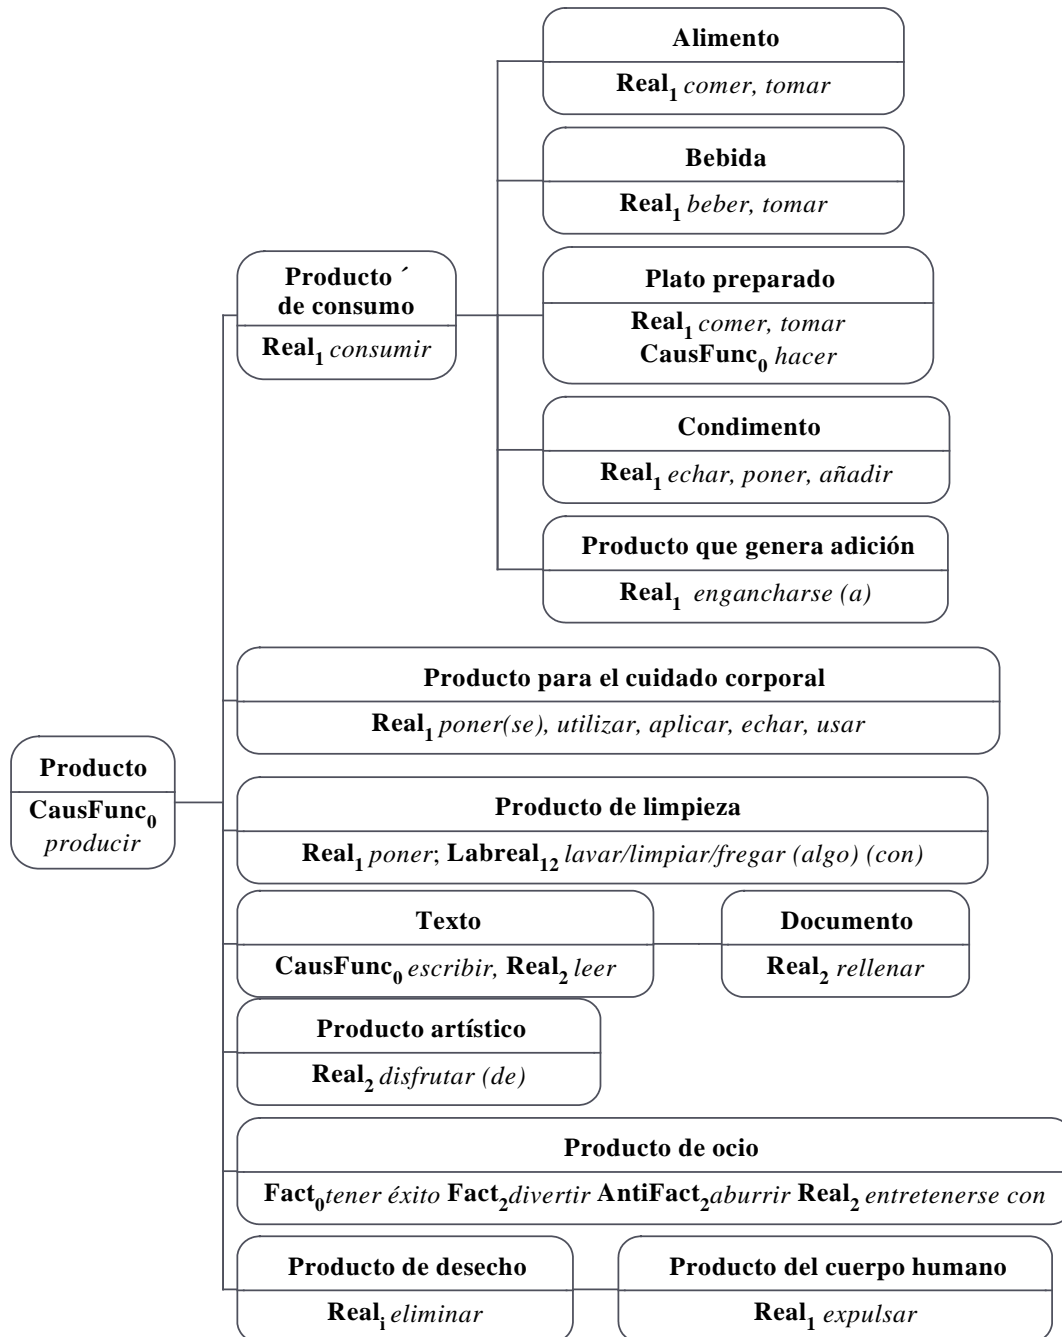 Alimento
Real1 comer, tomar
Bebida
Real1 beber, tomar
Producto ´
de consumo
Real1 consumir
Plato preparado
Real1 comer, tomar
CausFunc0 hacer
Condimento
Real1 echar, poner, añadir
Producto que genera adición
Real1 engancharse (a)
Producto para el cuidado corporal
Real1 poner(se), utilizar, aplicar, echar, usar
Producto
CausFunc0
producir
Producto de limpieza
Real1 poner; Labreal12 lavar/limpiar/fregar (algo) (con)
Texto
CausFunc0 escribir, Real2 leer
Documento
Real2 rellenar
Producto artístico
Real2 disfrutar (de)
Producto de ocio
Fact0tener éxito Fact2divertir AntiFact2aburrir Real2 entretenerse con
Producto de desecho
Reali eliminar
Producto del cuerpo humano
Real1 expulsar